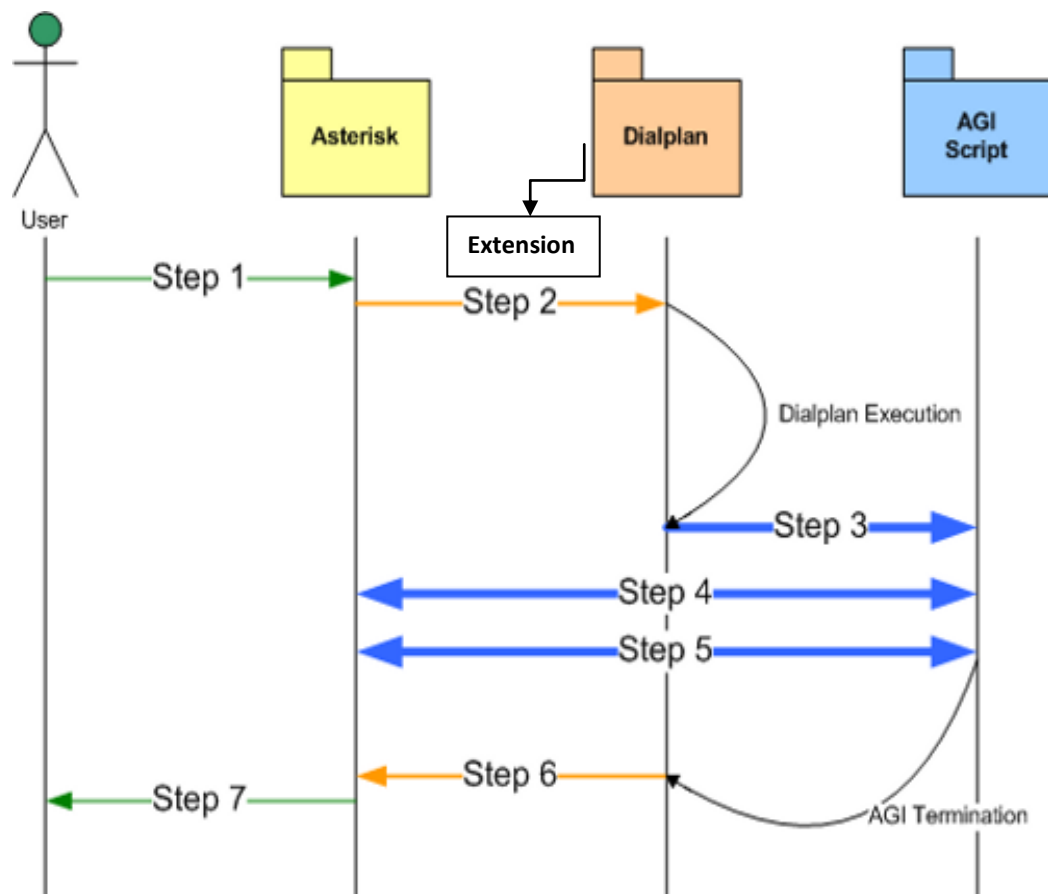 Asterisk
Dialplan
AGI
Script
User
Extension
Step 1
Step 2
Dialplan Execution
Step 3
Step 4
Step 5
Step 6
Step 7
AGI Termination